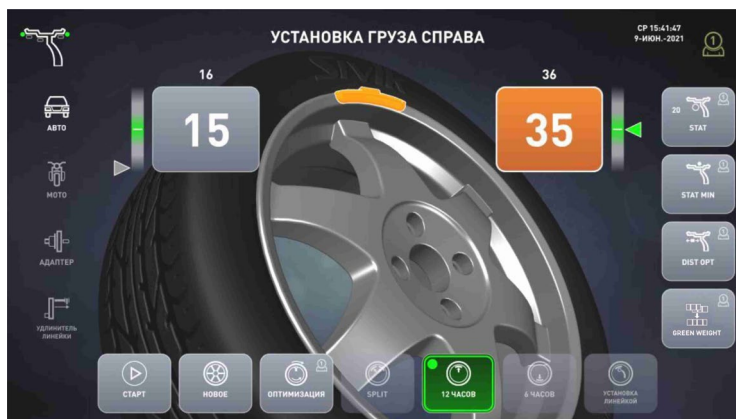 УСТАНОВКА ГРУЗА СПРАВА
СР 15:41:47
9-ИЮН.-2021
1
16
36
15
35
АВТО
МОТО
АДАПТЕР
УДЛИНИТЕЛЬ
ЛИНЕЙКИ
20
STAT
STAT MIN
DIST OPT
GREEN WEIGHT
СТАРТ
НОВОЕ
ОПТИМИЗАЦИЯ
SPLIT
12 ЧАСОВ
6 ЧАСОВ
УСТАНОВКА
ЛИНЕЙКОЙ